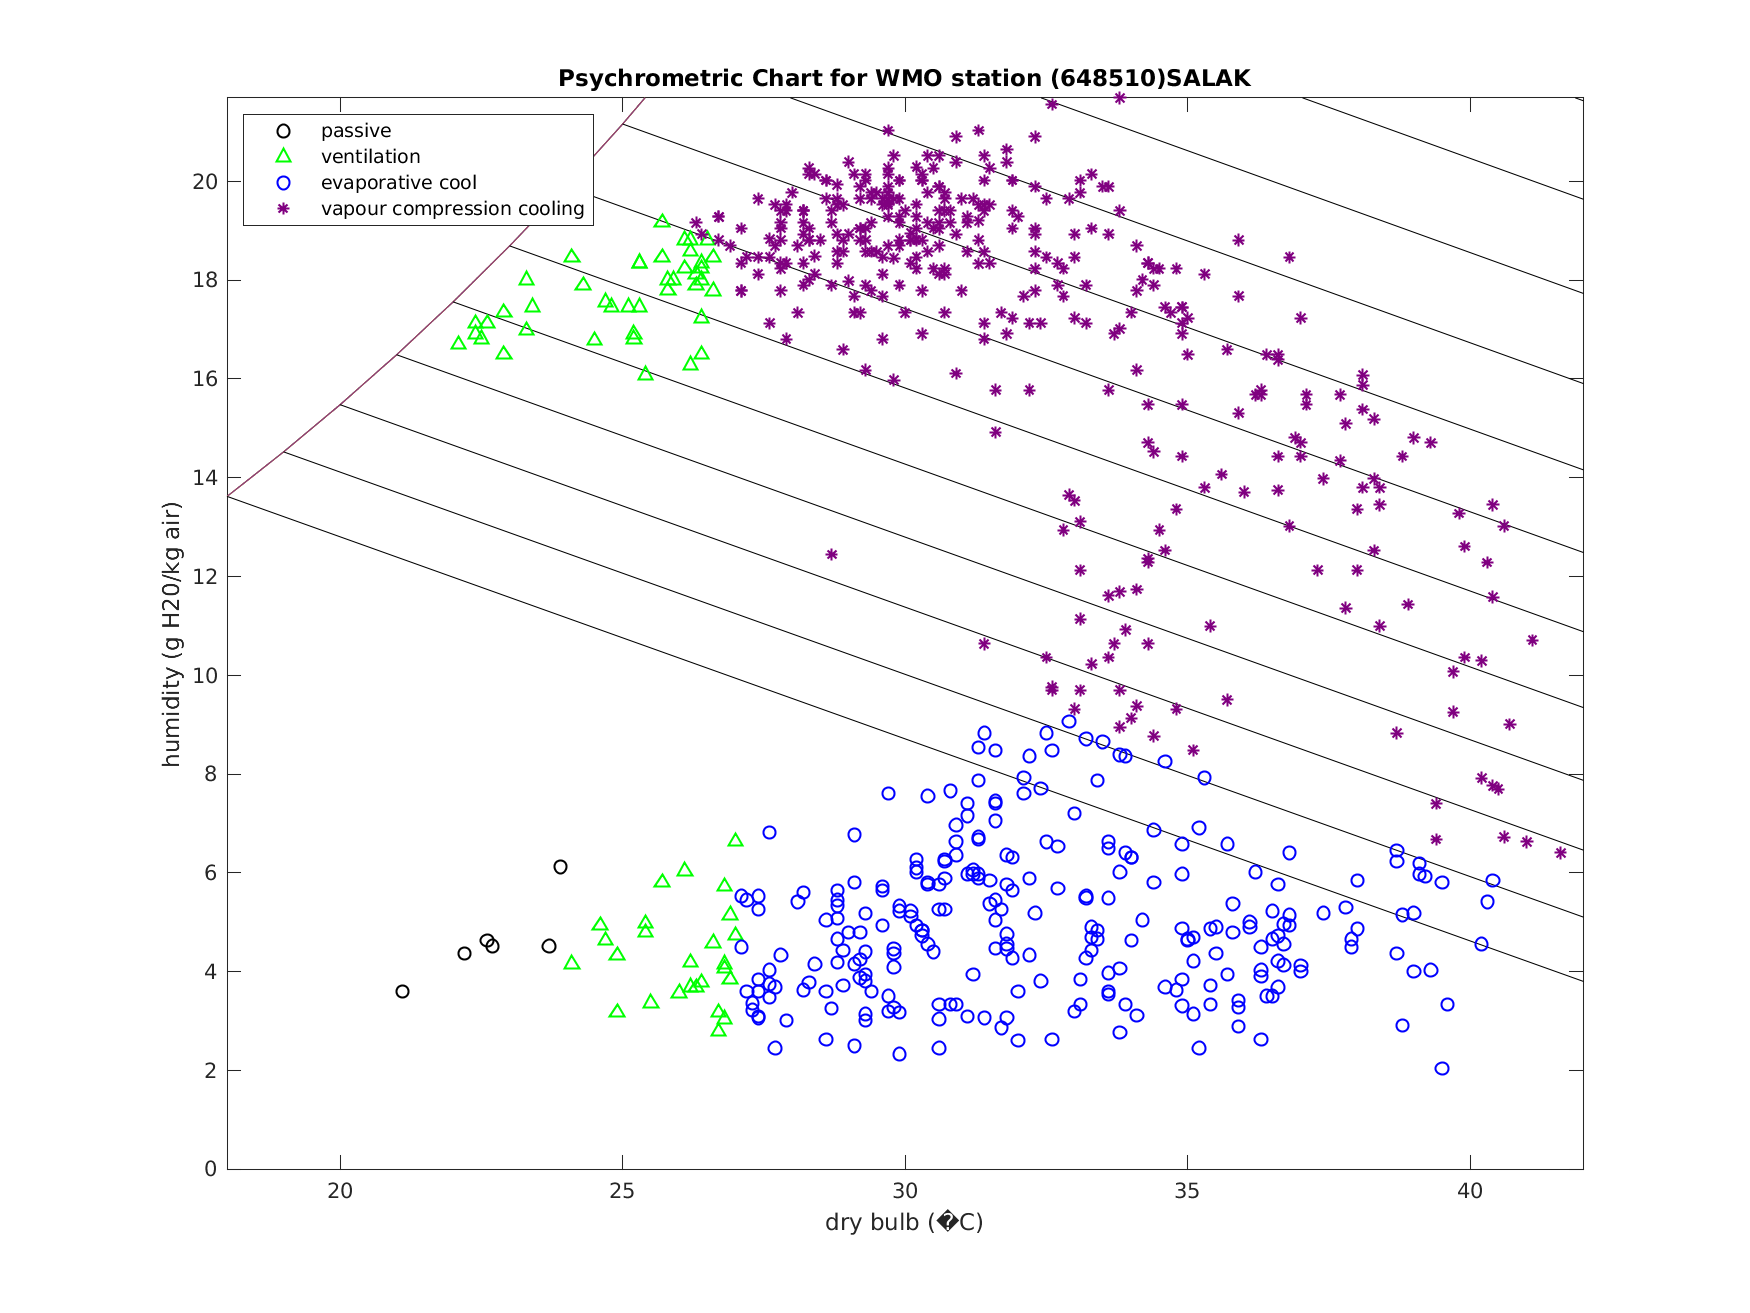 Psychrometric Chart for WMO station (648510)SALAK
passive
ventilation
evaporative cool
vapour compression cooling
humidity (g H20/kg air)
20
18
16
14
12
10
8
6
4
2
0
20 25 30 35 40
dry bulb (�C)